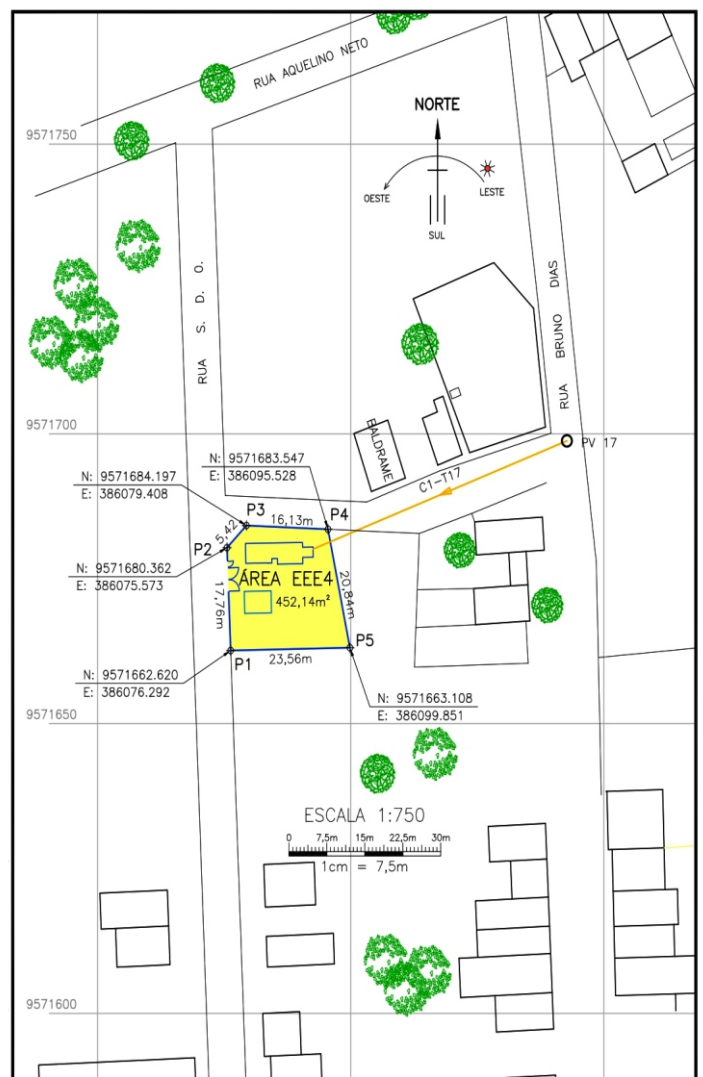 RUA AQUELINO NETO
NORTE
9571750
OESTE
LESTE
SUL
RUA S. D. O.
RUA BRUNO DIAS
9571700
BALDRAME
PV 17
N: 9571683.547
E: 386095.528
N: 9571684.197
E: 386079.408
C1-T17
P3
16,13m
P4
5,42
P2
N: 9571680.362
E: 386075.573
ÁREA EEE4
452,14m²
17,76m
20,84m
P1
23,56m
P5
N: 9571662.620
E: 386076.292
N: 9571663.108
E: 386099.851
9571650
ESCALA 1:750
0 7,5m 15m 22,5m 30m
1cm = 7,5m
9571600